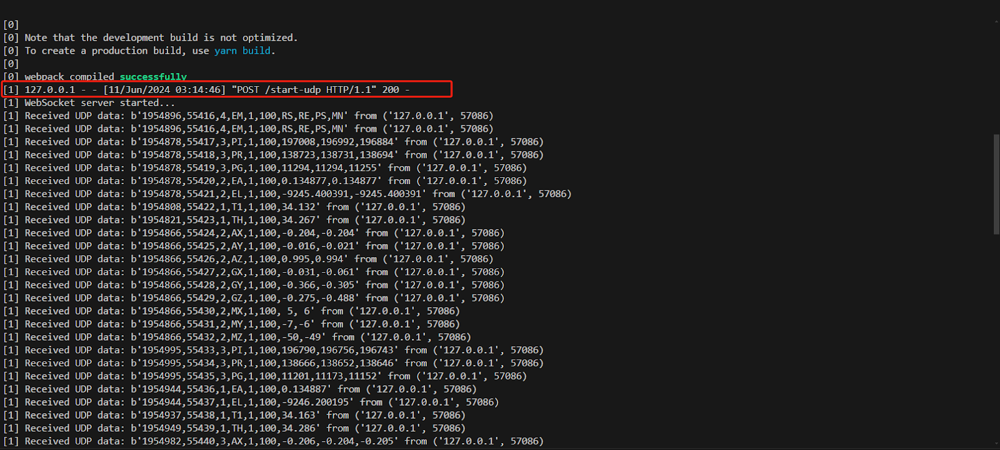 [0]
[0] Note that the development build is not optimized.
[0] To create a production build, use yarn build.
[0]
[0] webpack compiled successfully
[1] 127.0.0.1 - - [11/Jun/2024 03:14:46] "POST /start-udp HTTP/1.1" 200 -
[1] WebSocket server started...
[1] Received UDP data: b'1954896,55416,4,EM,1,100,RS,RE,PS,MN' from ('127.0.0.1', 57086)
[1] Received UDP data: b'1954896,55416,4,EM,1,100,RS,RE,PS,MN' from ('127.0.0.1', 57086)
[1] Received UDP data: b'1954878,55417,3,PI,1,100,197008,196992,196884' from ('127.0.0.1', 57086)
[1] Received UDP data: b'1954878,55418,3,PR,1,100,138723,138731,138694' from ('127.0.0.1', 57086)
[1] Received UDP data: b'1954878,55419,3,PG,1,100,11294,11294,11255' from ('127.0.0.1', 57086)
[1] Received UDP data: b'1954878,55420,2,EA,1,100,0.134877,0.134877' from ('127.0.0.1', 57086)
[1] Received UDP data: b'1954878,55421,2,EL,1,100,-9245.400391,-9245.400391' from ('127.0.0.1', 57086)
[1] Received UDP data: b'1954808,55422,1,T1,1,100,34.132' from ('127.0.0.1', 57086)
[1] Received UDP data: b'1954821,55423,1,TH,1,100,34.267' from ('127.0.0.1', 57086)
[1] Received UDP data: b'1954866,55424,2,AX,1,100,-0.204,-0.204' from ('127.0.0.1', 57086)
[1] Received UDP data: b'1954866,55425,2,AY,1,100,-0.016,-0.021' from ('127.0.0.1', 57086)
[1] Received UDP data: b'1954866,55426,2,AZ,1,100,0.995,0.994' from ('127.0.0.1', 57086)
[1] Received UDP data: b'1954866,55427,2,GX,1,100,-0.031,-0.061' from ('127.0.0.1', 57086)
[1] Received UDP data: b'1954866,55428,2,GY,1,100,-0.366,-0.305' from ('127.0.0.1', 57086)
[1] Received UDP data: b'1954866,55429,2,GZ,1,100,-0.275,-0.488' from ('127.0.0.1', 57086)
[1] Received UDP data: b'1954866,55430,2,MX,1,100, 5, 6' from ('127.0.0.1', 57086)
[1] Received UDP data: b'1954866,55431,2,MY,1,100,-7,-6' from ('127.0.0.1', 57086)
[1] Received UDP data: b'1954866,55432,2,MZ,1,100,-50,-49' from ('127.0.0.1', 57086)
[1] Received UDP data: b'1954995,55433,3,PI,1,100,196790,196756,196743' from ('127.0.0.1', 57086)
[1] Received UDP data: b'1954995,55434,3,PR,1,100,138666,138652,138646' from ('127.0.0.1', 57086)
[1] Received UDP data: b'1954995,55435,3,PG,1,100,11201,11173,11152' from ('127.0.0.1', 57086)
[1] Received UDP data: b'1954944,55436,1,EA,1,100,0.134887' from ('127.0.0.1', 57086)
[1] Received UDP data: b'1954944,55437,1,EL,1,100,-9246.200195' from ('127.0.0.1', 57086)
[1] Received UDP data: b'1954937,55438,1,T1,1,100,34.163' from ('127.0.0.1', 57086)
[1] Received UDP data: b'1954949,55439,1,TH,1,100,34.286' from ('127.0.0.1', 57086)
[1] Received UDP data: b'1954982,55440,3,AX,1,100,-0.206,-0.204,-0.205' from ('127.0.0.1', 57086)